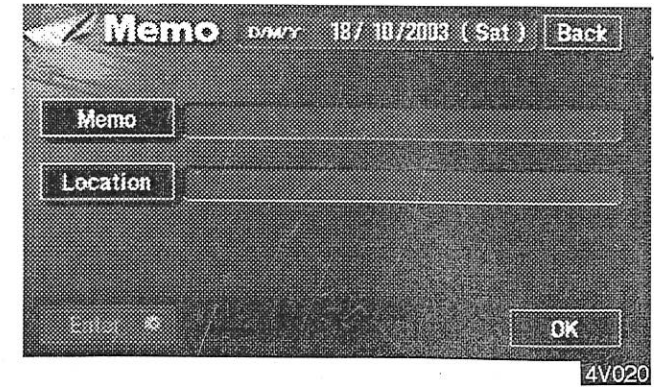 Memo D/M/Y 18/ 10/2003 ( Sat ) Back
Memo
Location
Enter OK
4V020